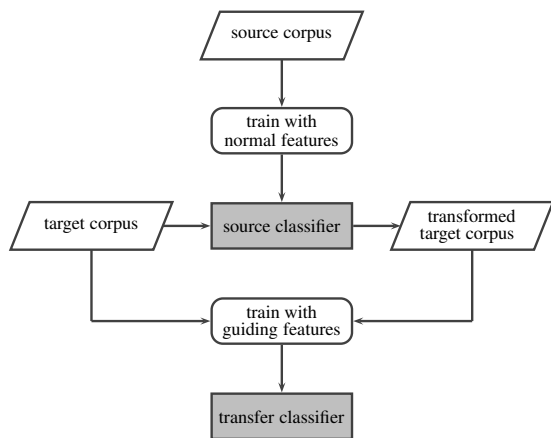 source corpus
train with
normal features
target corpus
source classifier
transformed
target corpus
train with
guiding features
transfer classifier